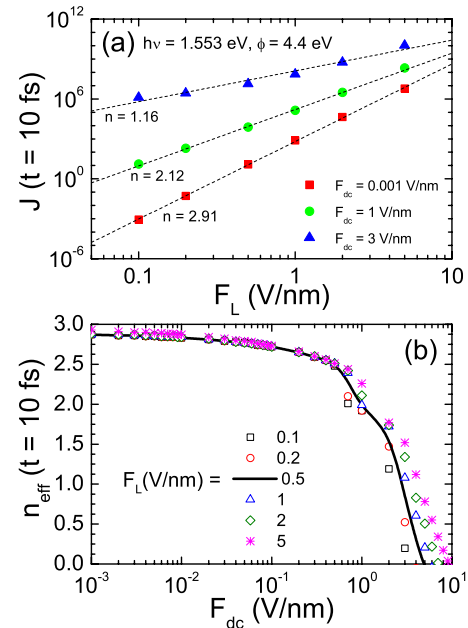 (a) hν = 1.553 eV, ϕ = 4.4 eV
J (t = 10 fs)
10^12
10^6
10^0
10^-6
n = 1.16
n = 2.12
n = 2.91
F_dc = 0.001 V/nm
F_dc = 1 V/nm
F_dc = 3 V/nm
0.1 1 10
F_L (V/nm)
(b)
n_eff (t = 10 fs)
3.0
2.5
2.0
1.5
1.0
0.5
0.0
F_L(V/nm) =
0.1
0.2
0.5
1
2
5
10^-3 10^-2 10^-1 10^0 10^1
F_dc (V/nm)